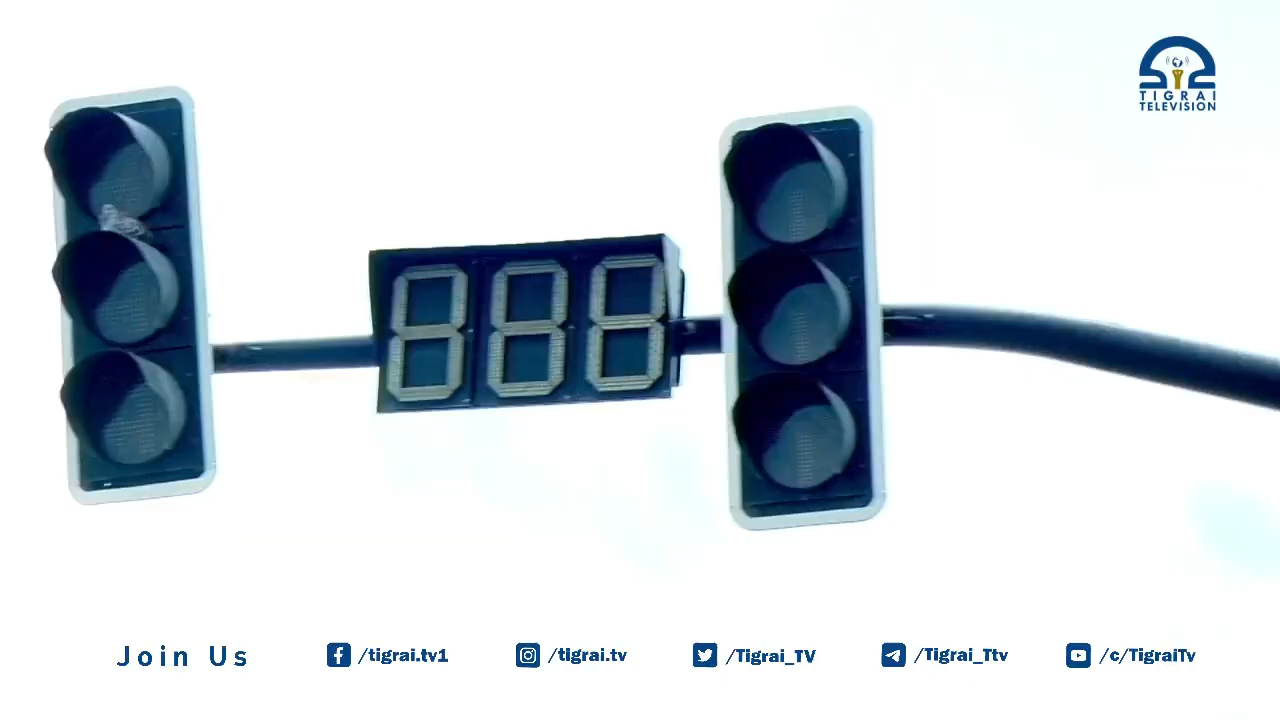 TIGRAI
TELEVISION
888
Join Us
/tigrai.tv1
/tigrai.tv
/Tigrai_TV
/Tigrai_Ttv
/c/TigraiTv